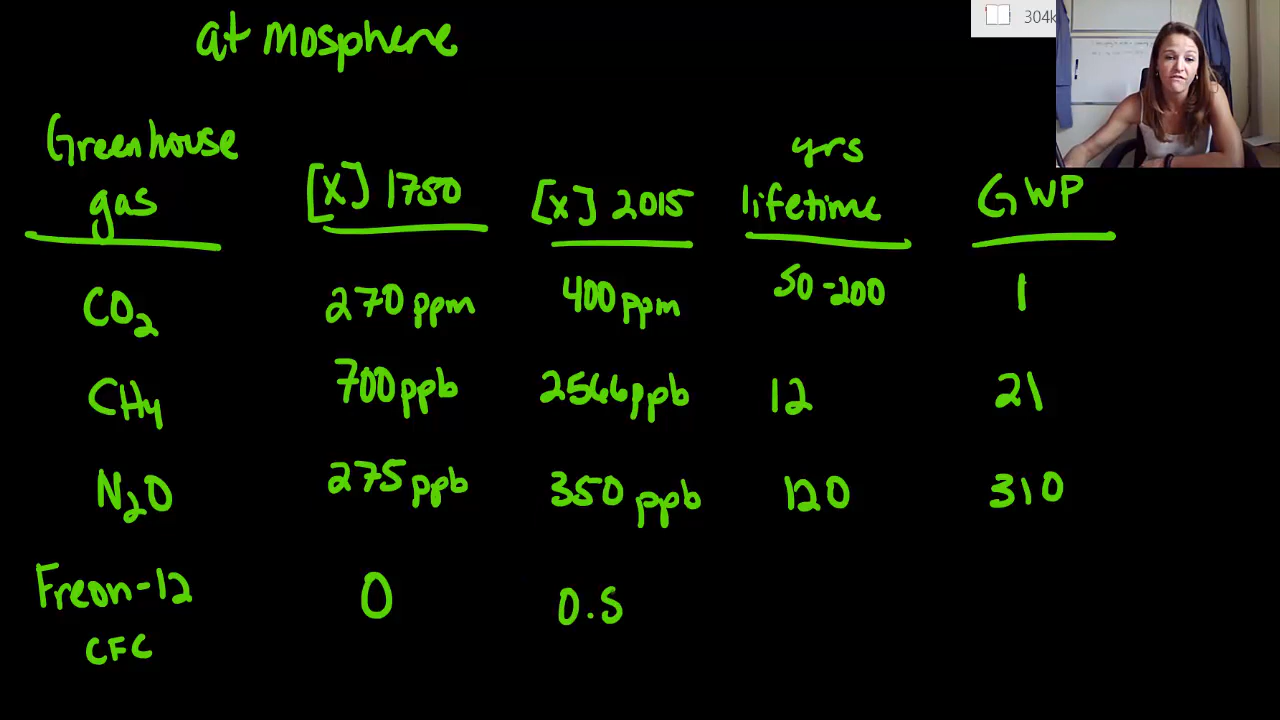 atmosphere
304k
Greenhouse gas [x] 1750 [x] 2015 yrs lifetime GWP
CO2 270 ppm 400 ppm 50-200 1
CH4 700 ppb 2566 ppb 12 21
N2O 275 ppb 350 ppb 120 310
Freon-12 0 0.5
CFC